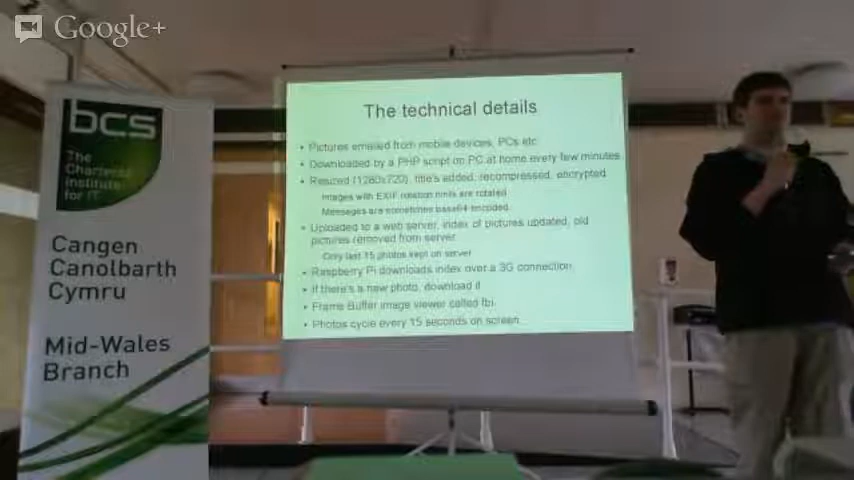 Google+
bcs
The
Chartered
Institute
for IT
Cangen
Canolbarth
Cymru
Mid-Wales
Branch
The technical details
• Pictures emailed from mobile devices, PCs etc
• Downloaded by a PHP script on PC at home every few minutes
• Resized (1280x720), title's added, recompressed, encrypted
Images with EXIF rotation hints are rotated
Messages are sometimes base64 encoded
• Uploaded to a web server, index of pictures updated, old
pictures removed from server
Only last 15 photos kept on server
• Raspberry Pi downloads index over a 3G connection
• If there's a new photo, download it
• Frame Buffer image viewer called fbi
• Photos cycle every 15 seconds on screen